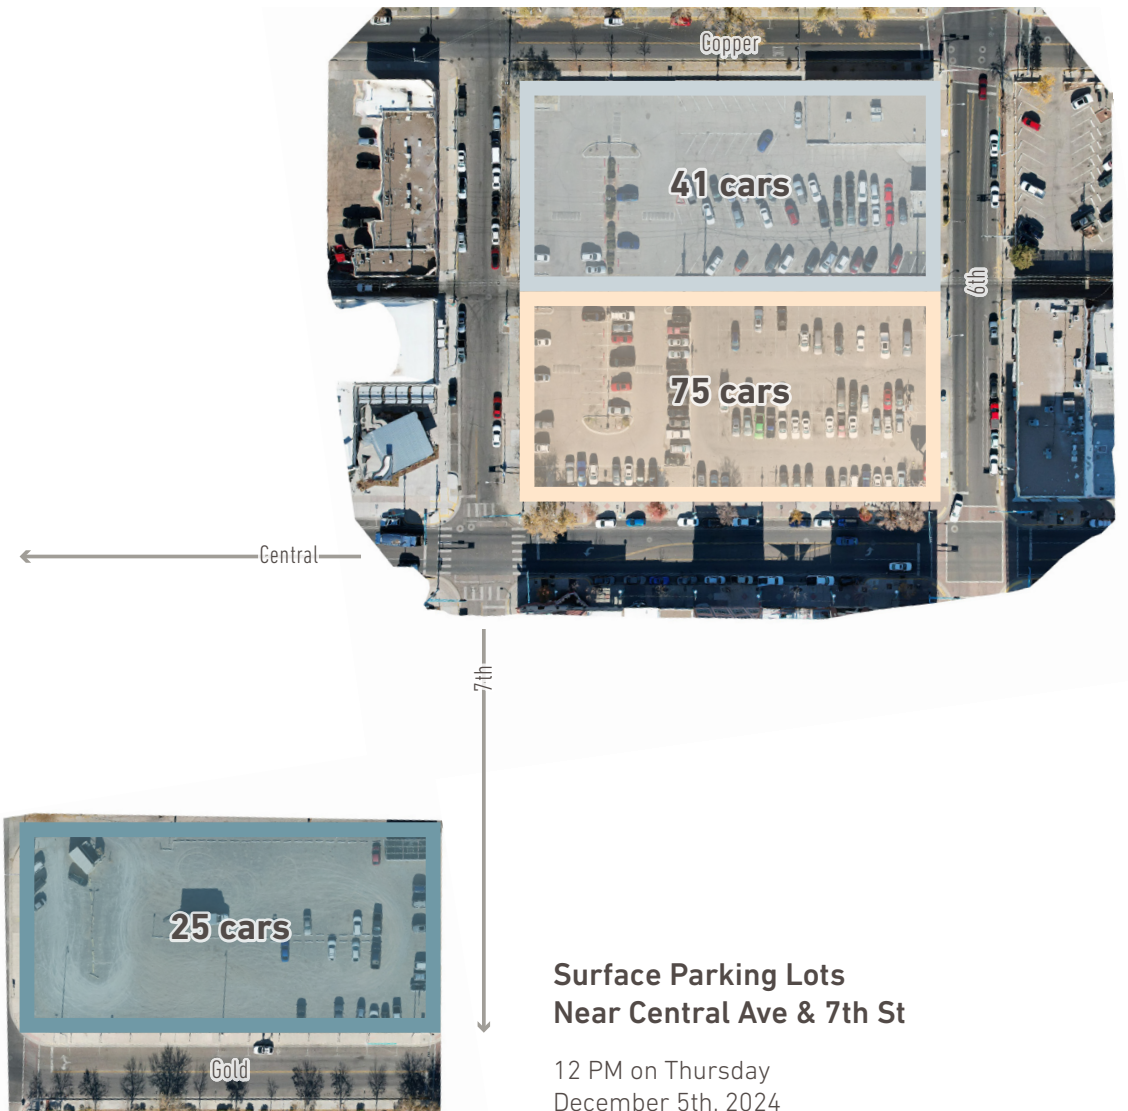 Copper
41 cars
6th
75 cars
Central
7th
25 cars
Gold
Surface Parking Lots
Near Central Ave & 7th St
12 PM on Thursday
December 5th, 2024